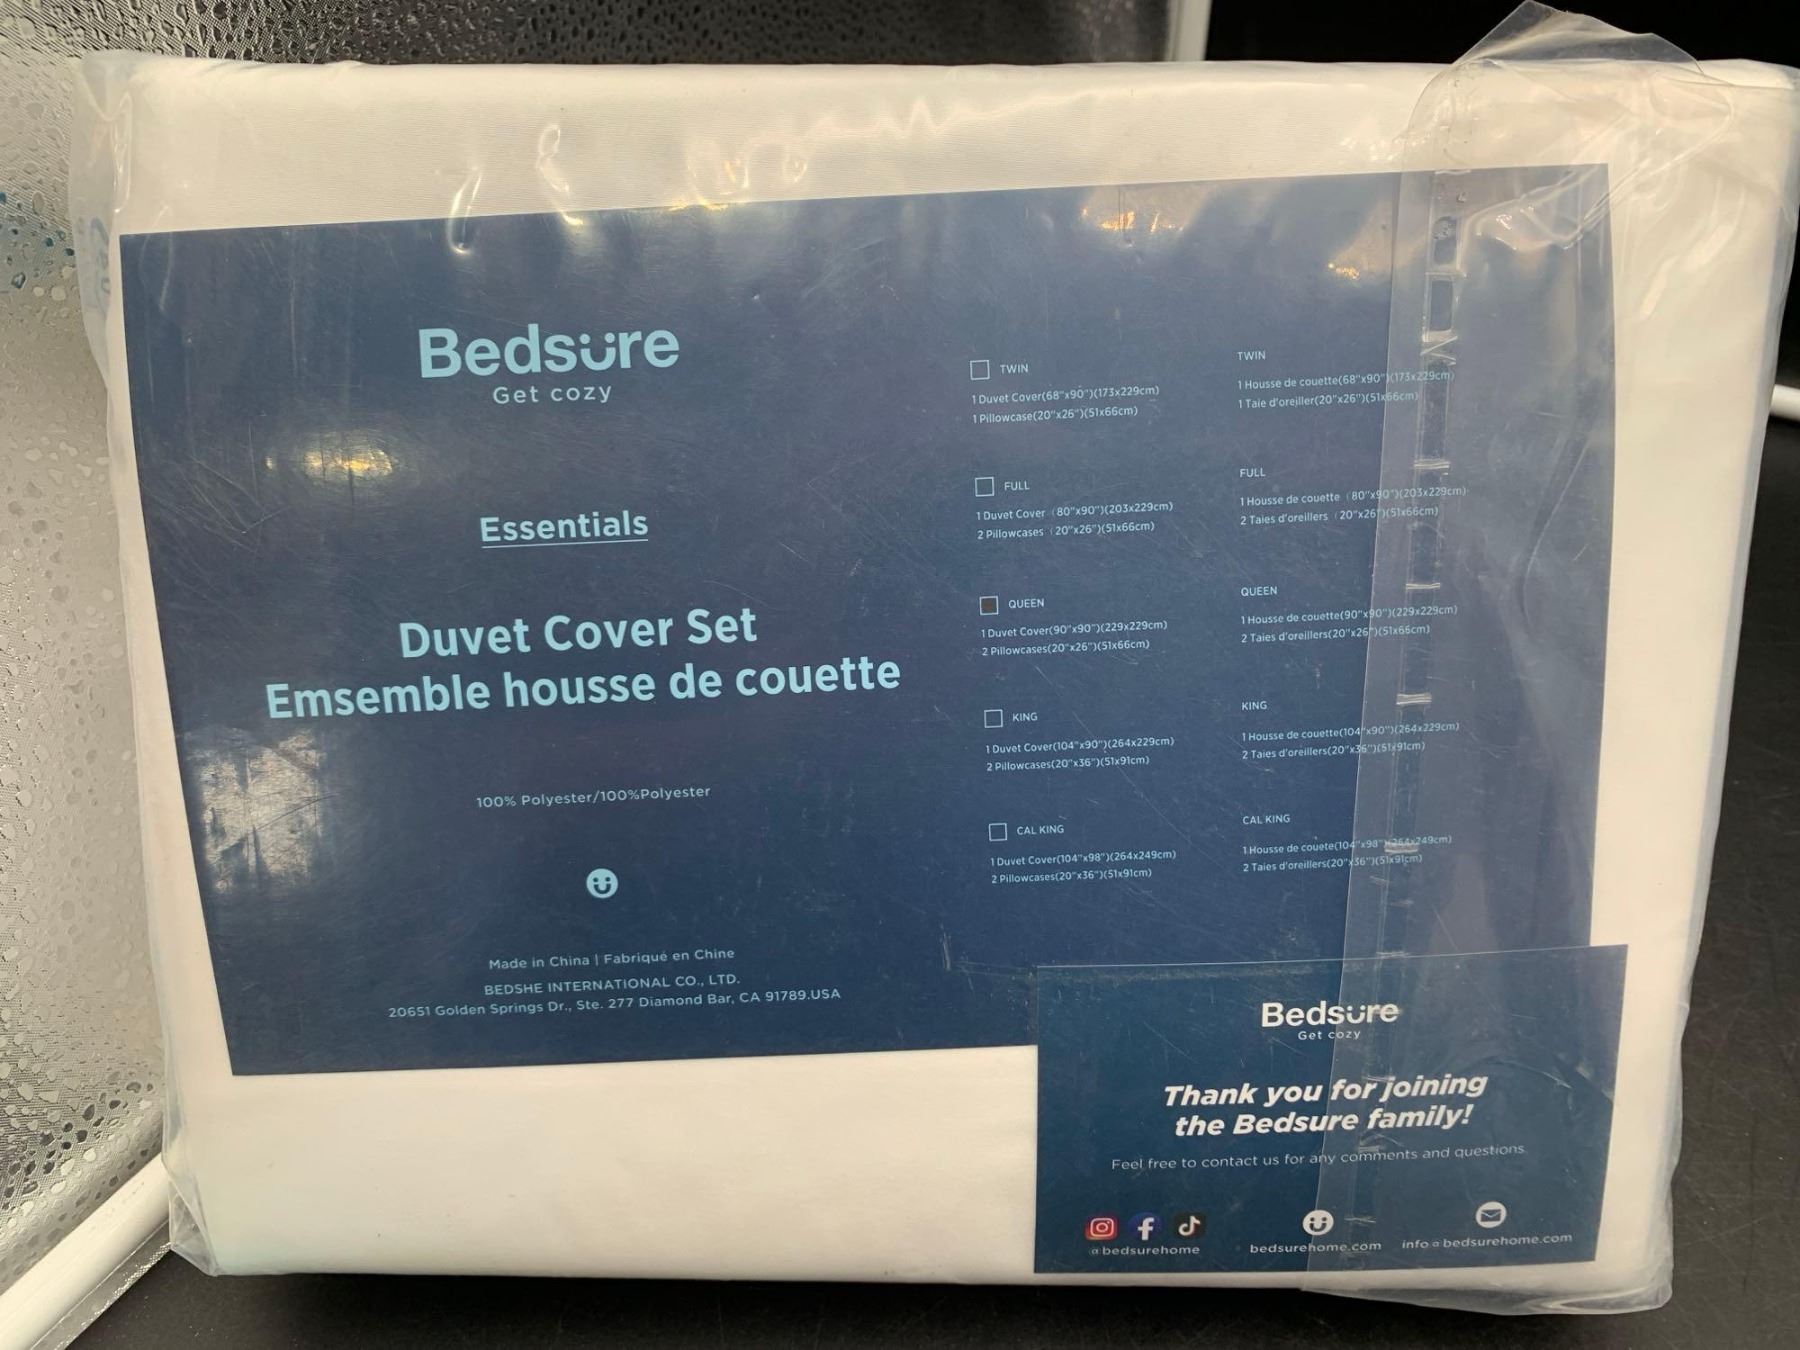 Bedsure
Get cozy
Essentials
Duvet Cover Set
Emsemble housse de couette
100% Polyester/100%Polyester
Made in China | Fabriqué en Chine
BEDSHE INTERNATIONAL CO., LTD.
20651 Golden Springs Dr., Ste. 277 Diamond Bar, CA 91789.USA
TWIN
1 Duvet Cover(68"x90")(173x229cm)
1 Pillowcase(20"x26")(51x66cm)
FULL
1 Duvet Cover (80"x90")(203x229cm)
2 Pillowcases (20"x26")(51x66cm)
QUEEN
1 Duvet Cover(90"x90")(229x229cm)
2 Pillowcases(20"x26")(51x66cm)
KING
1 Duvet Cover(104"x90")(264x229cm)
2 Pillowcases(20"x36")(51x91cm)
CAL KING
1 Duvet Cover(104"x98")(264x249cm)
2 Pillowcases(20"x36")(51x91cm)
TWIN
1 Housse de couette(68"x90")(173x229cm)
1 Taie d'oreiller(20"x26")(51x66cm)
FULL
1 Housse de couette (80"x90")(203x229cm)
2 Taies d'oreillers (20"x26")(51x66cm)
QUEEN
1 Housse de couette(90"x90")(229x229cm)
2 Taies d'oreillers(20"x26")(51x66cm)
KING
1 Housse de couette(104"x90")(264x229cm)
2 Taies d'oreillers(20"x36")(51x91cm)
CAL KING
1 Housse de couete(104"x98")(264x249cm)
2 Taies d'oreillers(20"x36")(51x91cm)
Bedsure
Get cozy
Thank you for joining
the Bedsure family!
Feel free to contact us for any comments and questions
@bedsurehome
bedsurehome.com
info@bedsurehome.com